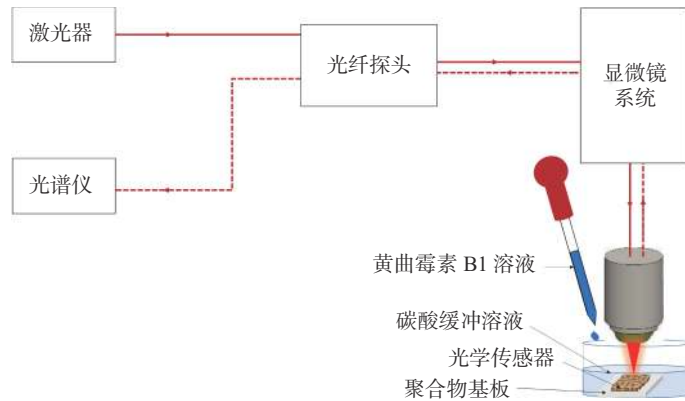 激光器
光纤探头
显微镜
系统
光谱仪
黄曲霉素 B1 溶液
碳酸缓冲溶液
光学传感器
聚合物基板